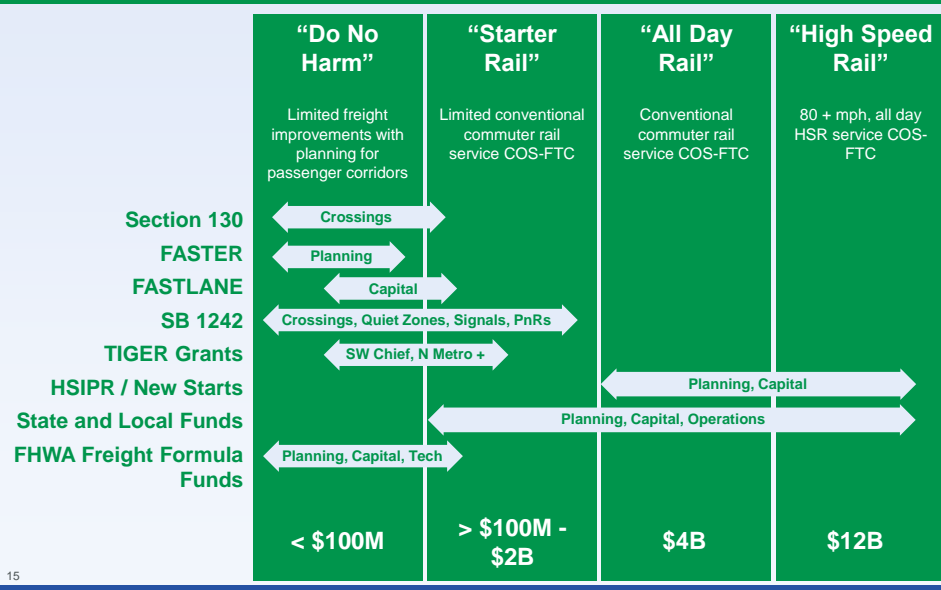 “Do No
Harm”
“Starter
Rail”
“All Day
Rail”
“High Speed
Rail”
Limited freight
improvements with
planning for
passenger corridors
Limited conventional
commuter rail
service COS-FTC
Conventional
commuter rail
service COS-FTC
80 + mph, all day
HSR service COS-
FTC
Section 130
Crossings
FASTER
Planning
FASTLANE
Capital
SB 1242
Crossings, Quiet Zones, Signals, PnRs
TIGER Grants
SW Chief, N Metro +
HSIPR / New Starts
Planning, Capital
State and Local Funds
Planning, Capital, Operations
FHWA Freight Formula
Funds
Planning, Capital, Tech
< $100M
> $100M -
$2B
$4B
$12B
15